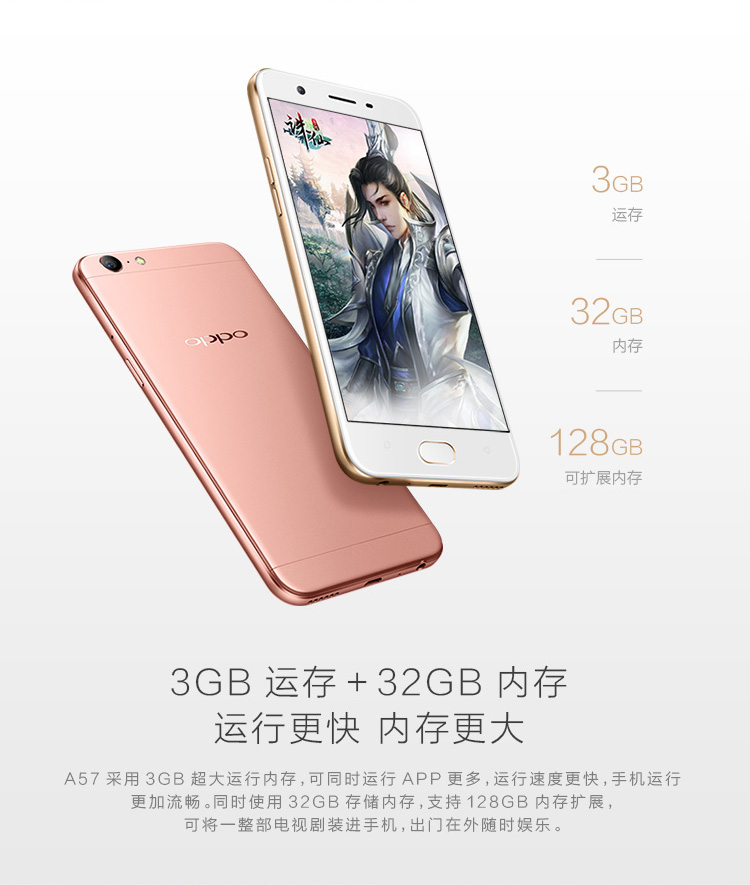 诛仙
oppo
3GB
运存
32GB
内存
128GB
可扩展内存
3GB 运存 + 32GB 内存
运行更快 内存更大
A57 采用 3GB 超大运行内存，可同时运行 APP 更多，运行速度更快，手机运行
更加流畅。同时使用 32GB 存储内存，支持 128GB 内存扩展，
可将一整部电视剧装进手机，出门在外随时娱乐。